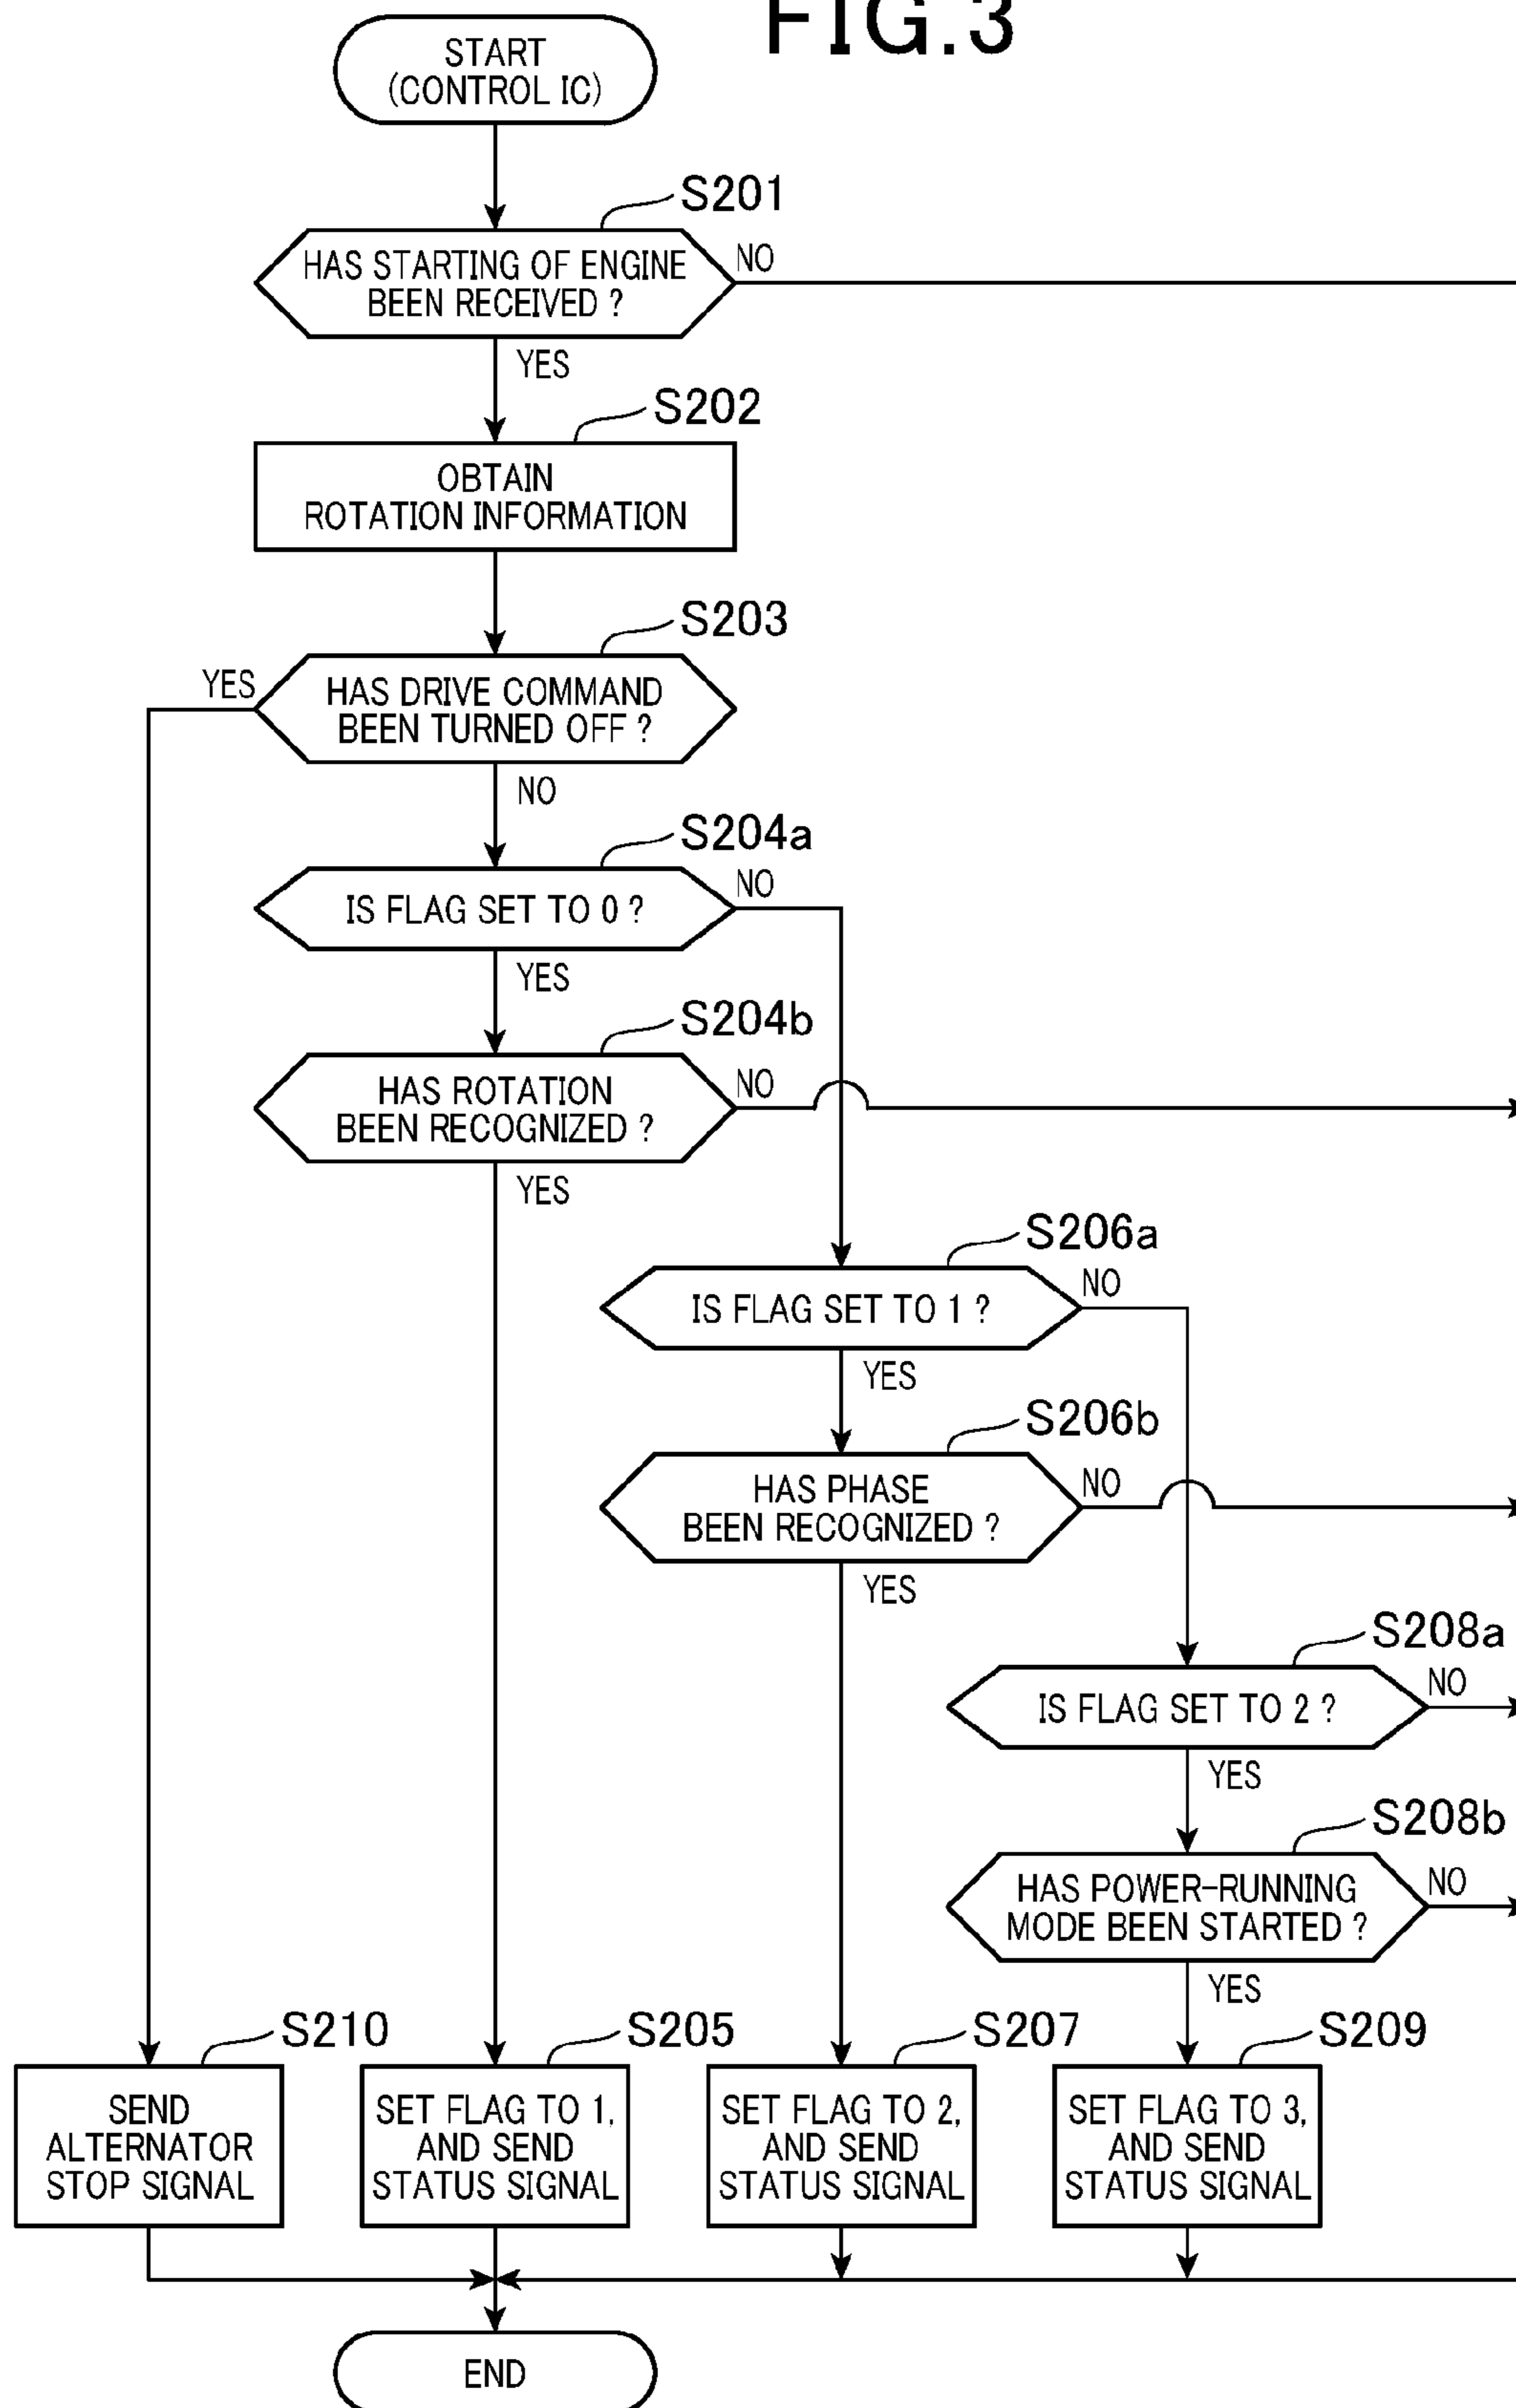 FIG.3
START
(CONTROL IC)
S201
HAS STARTING OF ENGINE
BEEN RECEIVED ?
NO
YES
S202
OBTAIN
ROTATION INFORMATION
S203
YES
HAS DRIVE COMMAND
BEEN TURNED OFF ?
NO
S204a
IS FLAG SET TO 0 ?
NO
YES
S204b
HAS ROTATION
BEEN RECOGNIZED ?
NO
YES
S206a
IS FLAG SET TO 1 ?
NO
YES
S206b
HAS PHASE
BEEN RECOGNIZED ?
NO
YES
S208a
IS FLAG SET TO 2 ?
NO
YES
S208b
HAS POWER-RUNNING
MODE BEEN STARTED ?
NO
YES
S210
SEND
ALTERNATOR
STOP SIGNAL
S205
SET FLAG TO 1,
AND SEND
STATUS SIGNAL
S207
SET FLAG TO 2,
AND SEND
STATUS SIGNAL
S209
SET FLAG TO 3,
AND SEND
STATUS SIGNAL
END